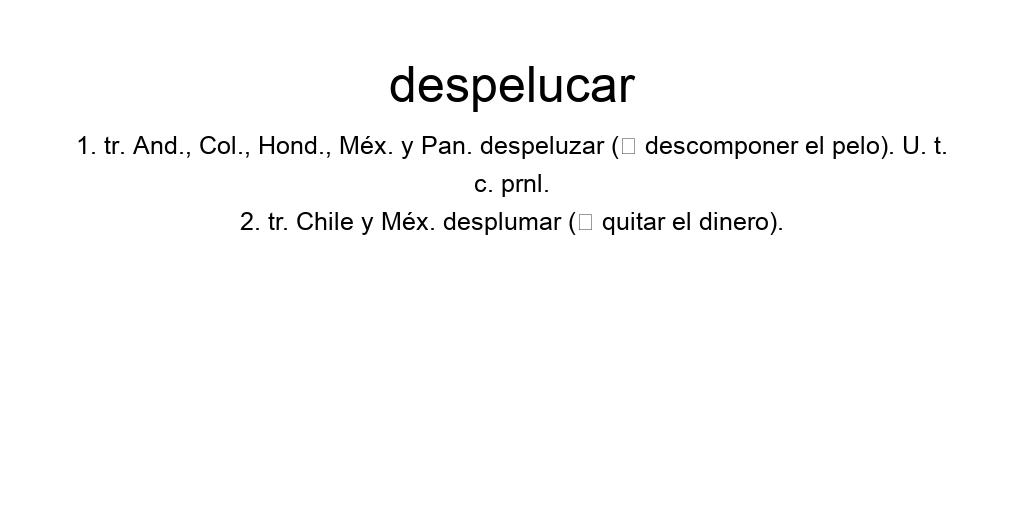 despelucar
1. tr. And., Col., Hond., Méx. y Pan. despeluzar (□ descomponer el pelo). U. t.
c. prnl.
2. tr. Chile y Méx. desplumar (□ quitar el dinero).